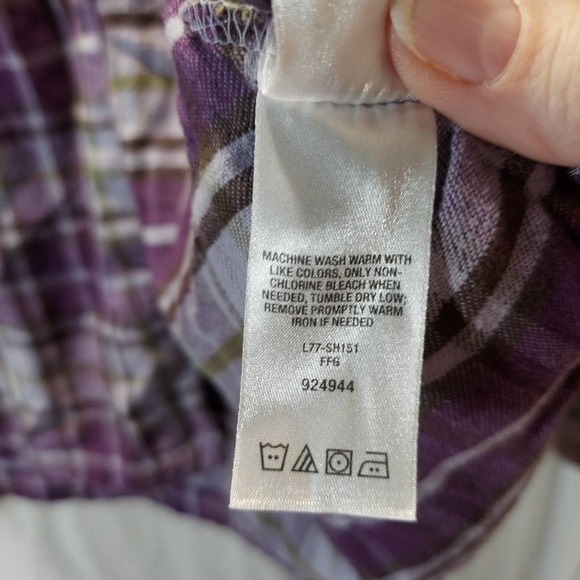 MACHINE WASH WARM WITH
LIKE COLORS, ONLY NON-
CHLORINE BLEACH WHEN
NEEDED, TUMBLE DRY LOW;
REMOVE PROMPTLY WARM
IRON IF NEEDED
L77-SH151
FFG
924944